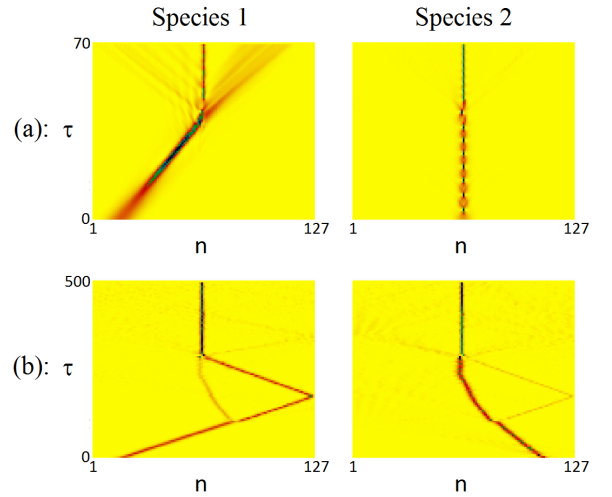 Species 1 Species 2
70 70
(a): τ
0 0
1 127 1 127
n n
500 500
(b): τ
0 0
1 127 1 127
n n